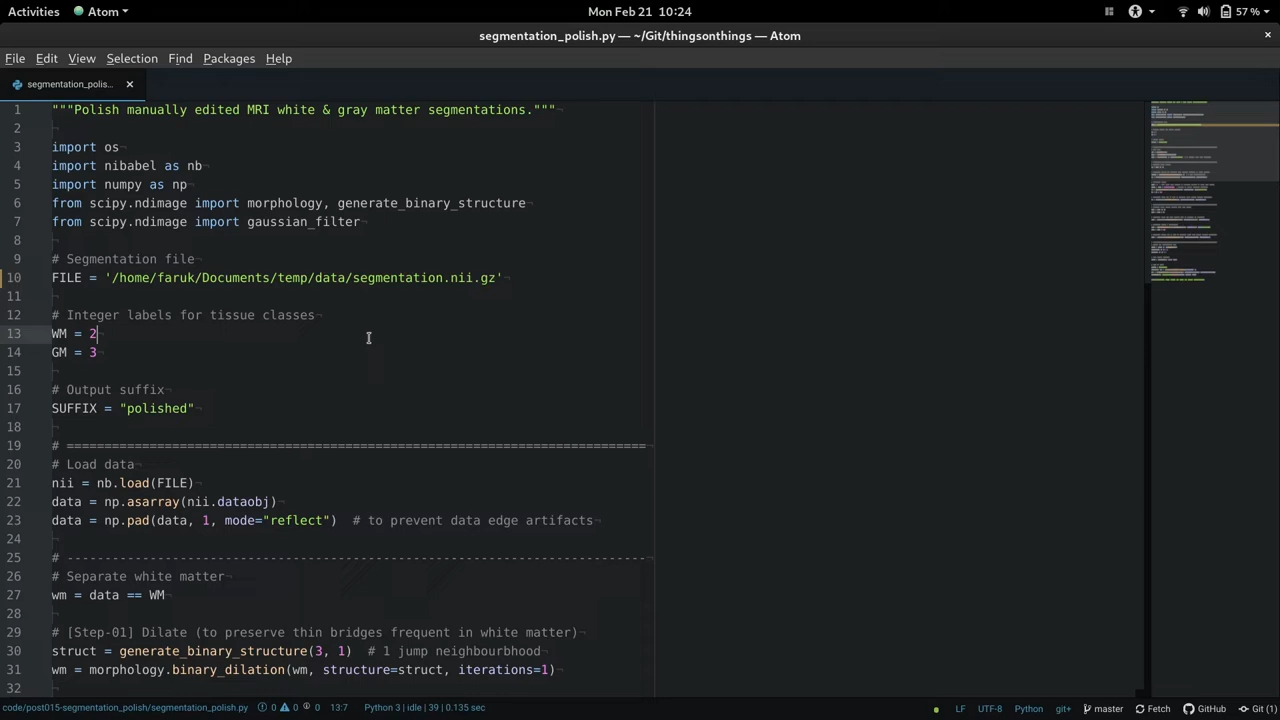 Activities Atom Mon Feb 21 10:24 57 %
segmentation_polish.py — ~/Git/thingsonthings — Atom ×
File Edit View Selection Find Packages Help
segmentation_polis... ×
1 """Polish manually edited MRI white & gray matter segmentations."""
2
3 import os
4 import nibabel as nb
5 import numpy as np
6 from scipy.ndimage import morphology, generate_binary_structure
7 from scipy.ndimage import gaussian_filter
8
9 # Segmentation file
10 FILE = '/home/faruk/Documents/demo/data/segmentation.nii.gz'
11
12 # Integer labels for tissue classes
13 WM = 2
14 GM = 3
15
16 # Output suffix
17 SUFFIX = "polished"
18
19 # =============================================================================
20 # Load data
21 nii = nb.load(FILE)
22 data = np.asarray(nii.dataobj)
23 data = np.pad(data, 1, mode="reflect")  # to prevent data edge artifacts
24
25 # -----------------------------------------------------------------------------
26 # Separate white matter
27 wm = data == WM
28
29 # [Step-01] Dilate (to preserve thin bridges frequent in white matter)
30 struct = generate_binary_structure(3, 1)  # 1 jump neighbourbhood
31 wm = morphology.binary_dilation(wm, structure=struct, iterations=1)
32
code/post015-segmentation_polish/segmentation_polish.py 0 0 0 13:7 Python 3 | idle | 39 | 0.135 sec LF UTF-8 Python git+ master Fetch GitHub Git (1)